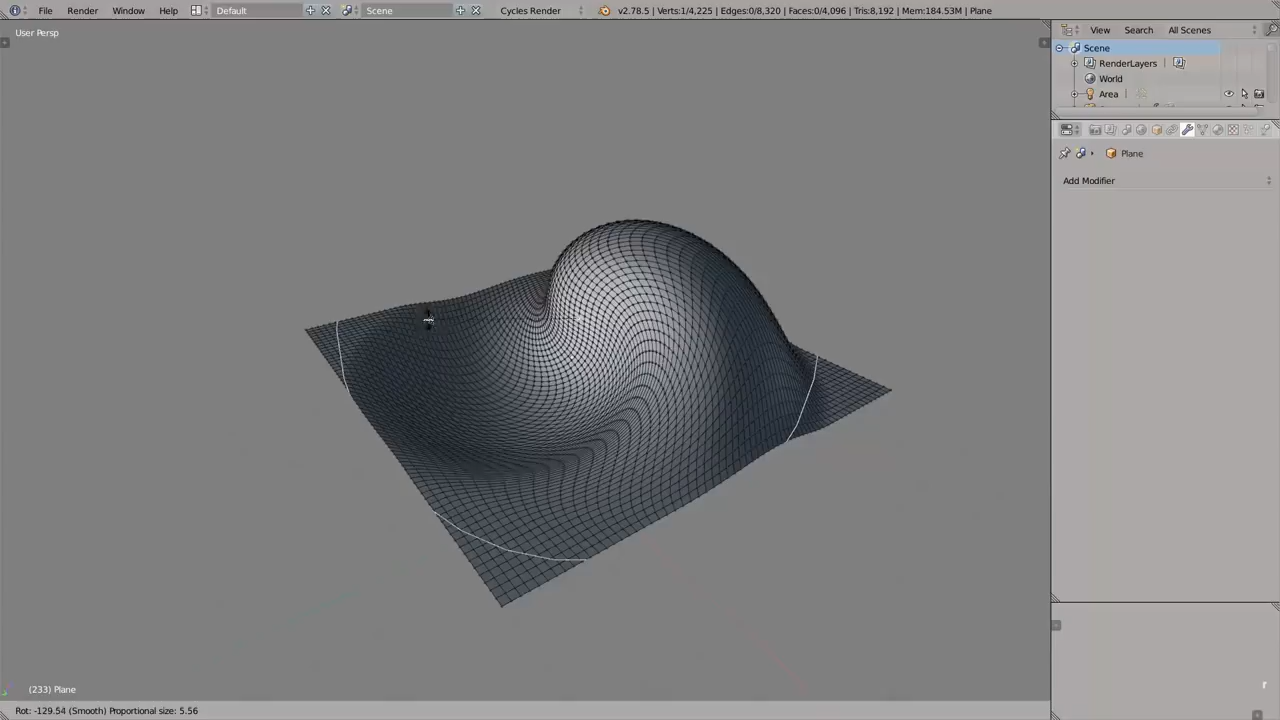 File Render Window Help Default Scene Cycles Render v2.78.5 | Verts:1/4,225 | Edges:0/8,320 | Faces:0/4,096 | Tris:8,192 | Mem:184.53M | Plane
User Persp
View Search All Scenes
Scene
RenderLayers
World
Area
Plane
Add Modifier
(233) Plane
r
Rot: -129.54 (Smooth) Proportional size: 5.56